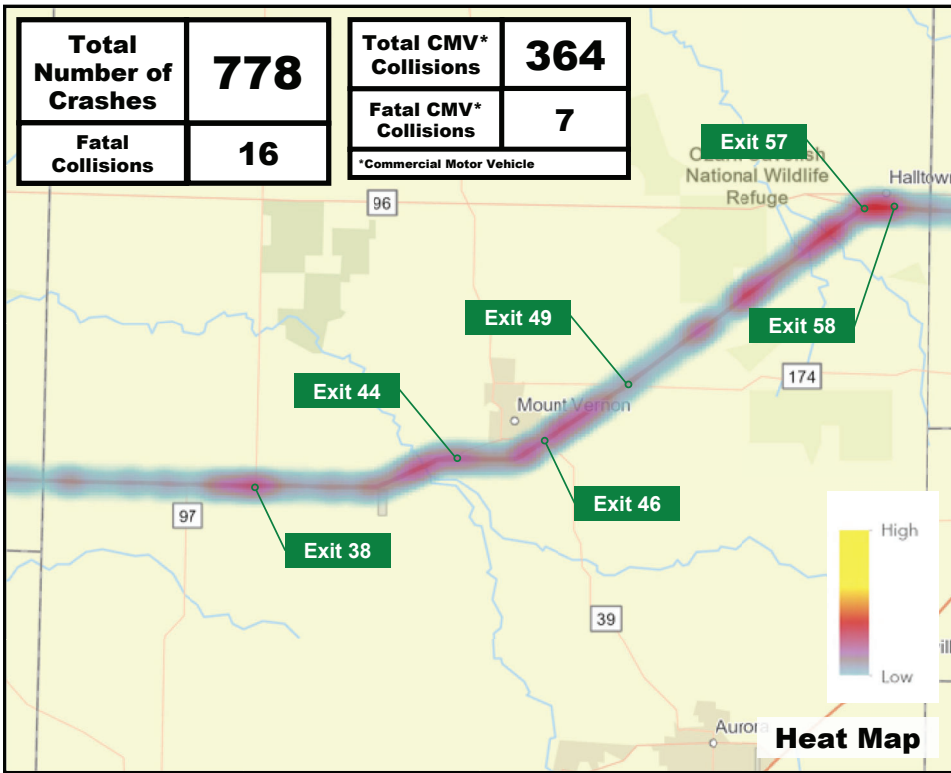 Total
Number of
Crashes
778
Fatal
Collisions
16
Total CMV*
Collisions
364
Fatal CMV*
Collisions
7
*Commercial Motor Vehicle
Exit 57
National Wildlife
Refuge
Halltown
96
Exit 49
Exit 58
174
Exit 44
Mount Vernon
Exit 46
97
Exit 38
39
High
Low
Aurora
Heat Map